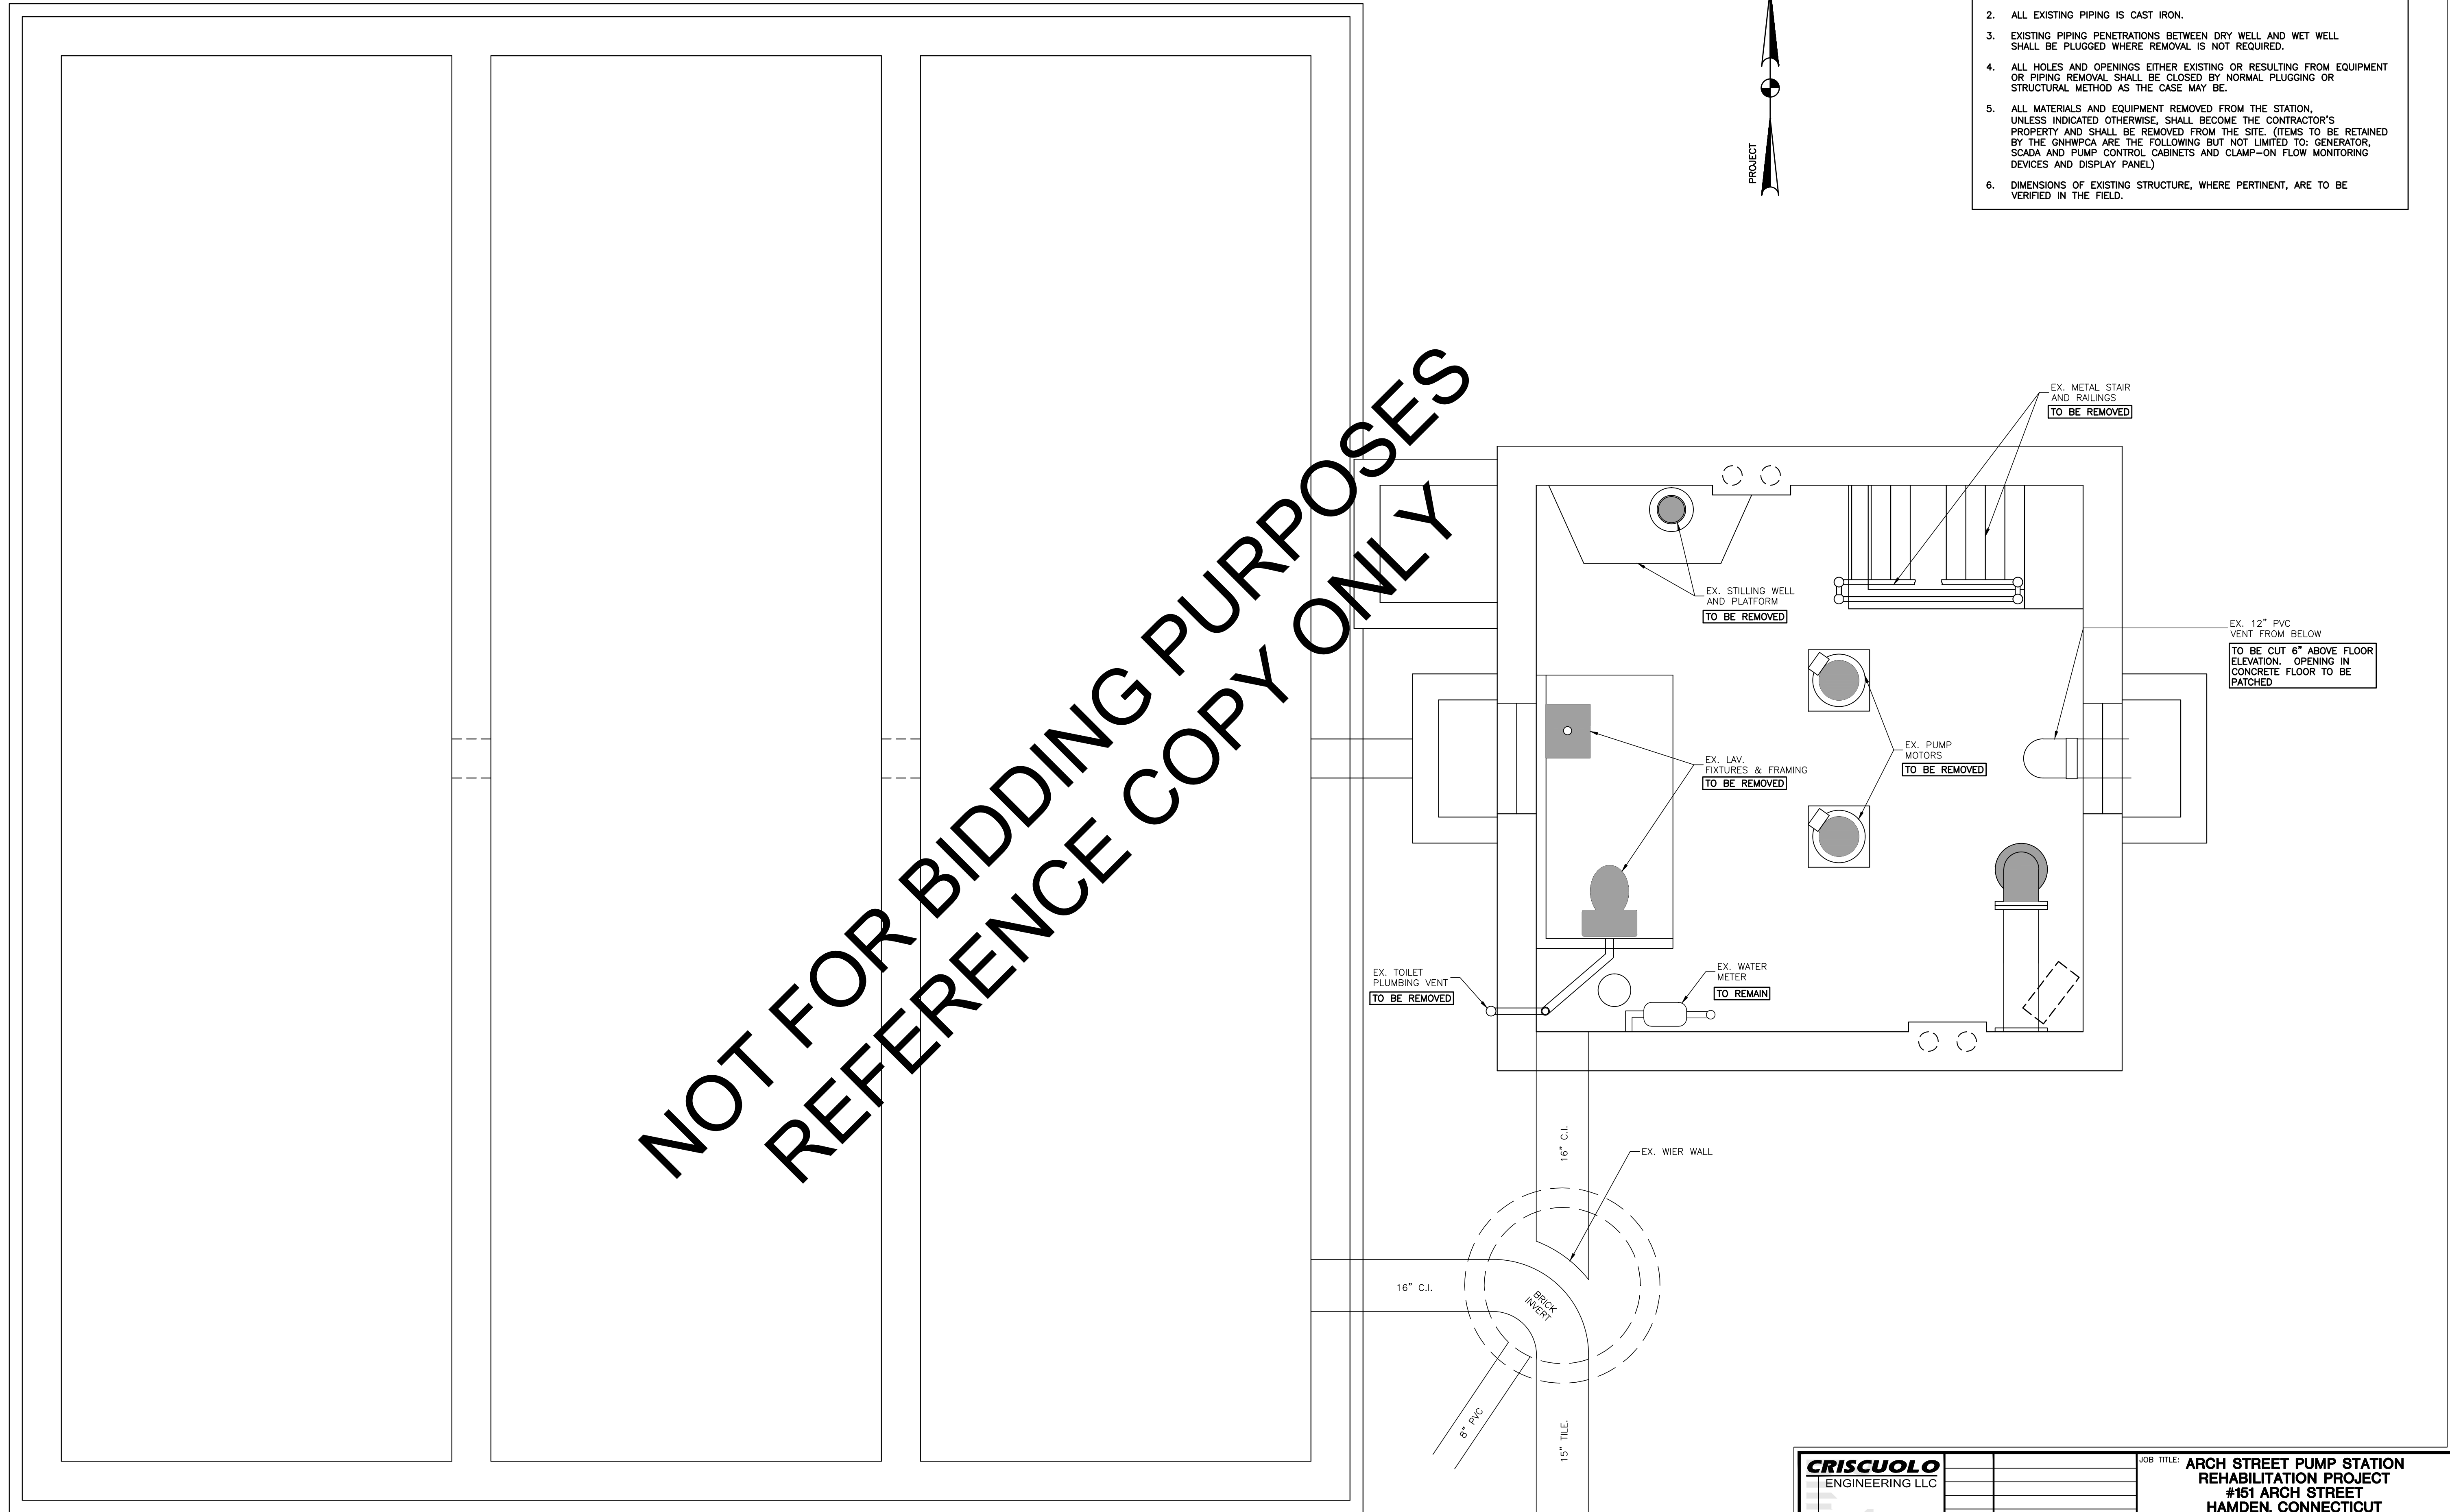 2. ALL EXISTING PIPING IS CAST IRON.
3. EXISTING PIPING PENETRATIONS BETWEEN DRY WELL AND WET WELL
SHALL BE PLUGGED WHERE REMOVAL IS NOT REQUIRED.
4. ALL HOLES AND OPENINGS EITHER EXISTING OR RESULTING FROM EQUIPMENT
OR PIPING REMOVAL SHALL BE CLOSED BY NORMAL PLUGGING OR
STRUCTURAL METHOD AS THE CASE MAY BE.
5. ALL MATERIALS AND EQUIPMENT REMOVED FROM THE STATION,
UNLESS INDICATED OTHERWISE, SHALL BECOME THE CONTRACTOR'S
PROPERTY AND SHALL BE REMOVED FROM THE SITE. (ITEMS TO BE RETAINED
BY THE GNHWPCA ARE THE FOLLOWING BUT NOT LIMITED TO: GENERATOR,
SCADA AND PUMP CONTROL CABINETS AND CLAMP-ON FLOW MONITORING
DEVICES AND DISPLAY PANEL)
6. DIMENSIONS OF EXISTING STRUCTURE, WHERE PERTINENT, ARE TO BE
VERIFIED IN THE FIELD.
PROJECT
NOT FOR BIDDING PURPOSES
REFERENCE COPY ONLY
EX. METAL STAIR
AND RAILINGS
TO BE REMOVED
EX. STILLING WELL
AND PLATFORM
TO BE REMOVED
EX. 12" PVC
VENT FROM BELOW
TO BE CUT 6" ABOVE FLOOR
ELEVATION. OPENING IN
CONCRETE FLOOR TO BE
PATCHED
EX. PUMP
MOTORS
TO BE REMOVED
EX. LAV.
FIXTURES & FRAMING
TO BE REMOVED
EX. TOILET
PLUMBING VENT
TO BE REMOVED
EX. WATER
METER
TO REMAIN
16" C.I.
EX. WIER WALL
16" C.I.
BRICK
INVERT
8" PVC
15" TILE.
CRISCUOLO
ENGINEERING LLC
JOB TITLE: ARCH STREET PUMP STATION
REHABILITATION PROJECT
#151 ARCH STREET
HAMDEN, CONNECTICUT